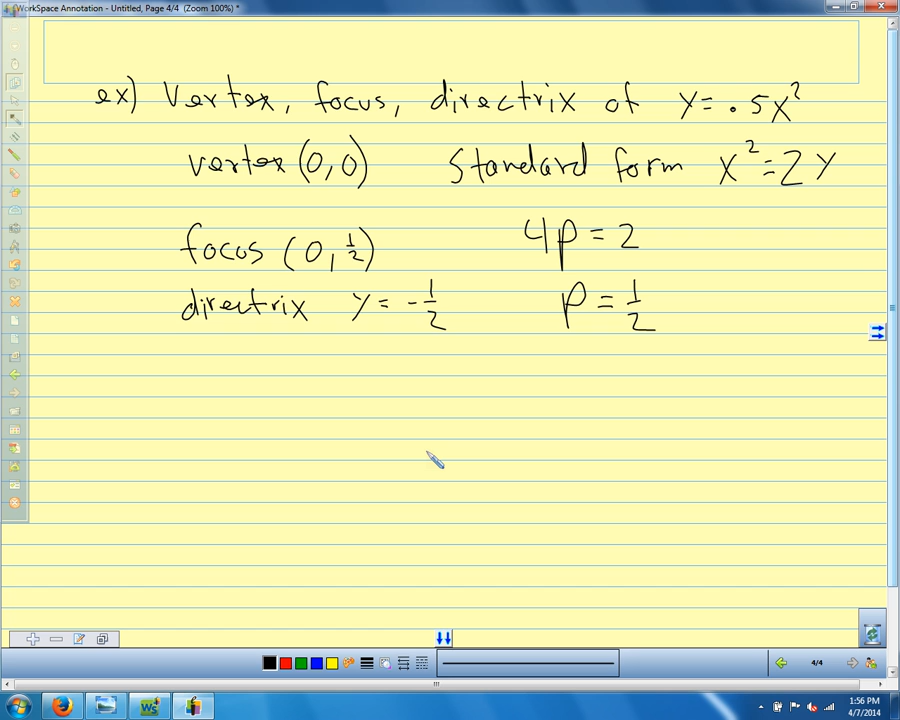 WorkSpace Annotation - Untitled, Page 4/4 (Zoom 100%) *
ex) Vertex, focus, directrix of y = .5x²
vertex (0,0) Standard form x² = 2y
focus (0, 1/2) 4p = 2
directrix y = -1/2 p = 1/2
4/4
1:56 PM
4/7/2014